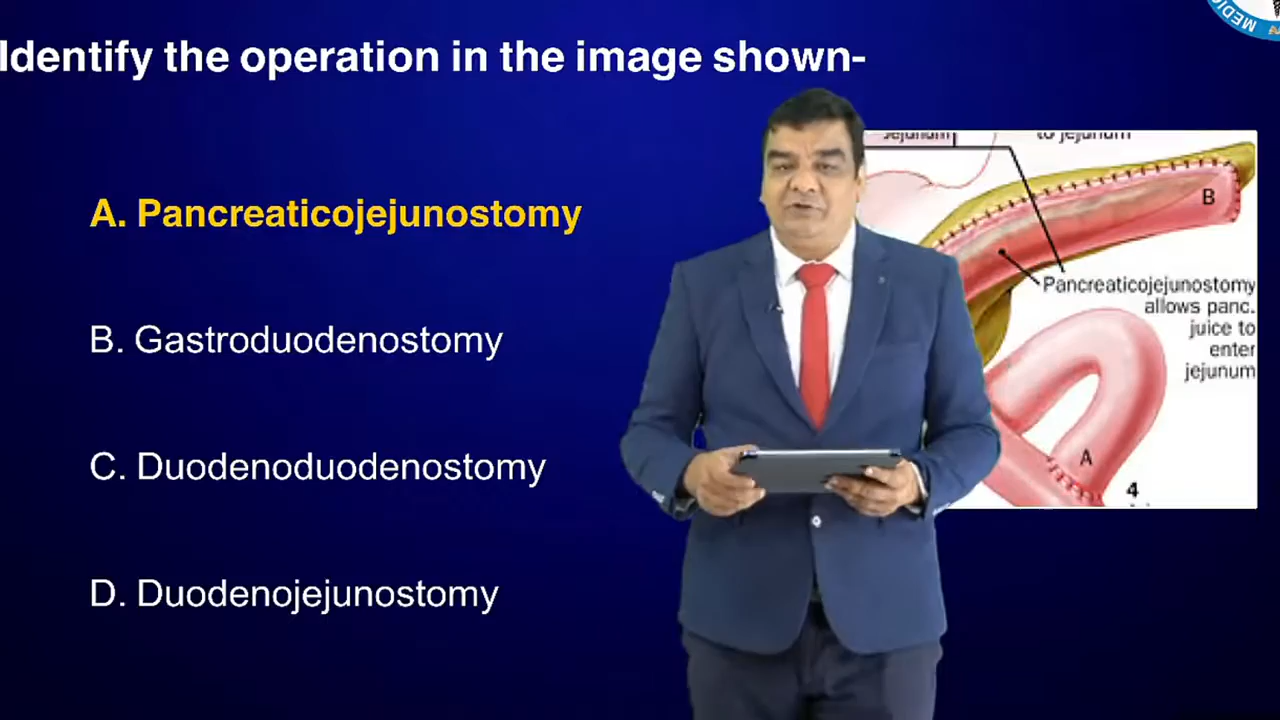 Identify the operation in the image shown-
A. Pancreaticojejunostomy
B. Gastroduodenostomy
C. Duodenoduodenostomy
D. Duodenojejunostomy
jejunum
to jejunum
B
Pancreaticojejunostomy
allows panc.
juice to
enter
jejunum
A
4
MEDIC